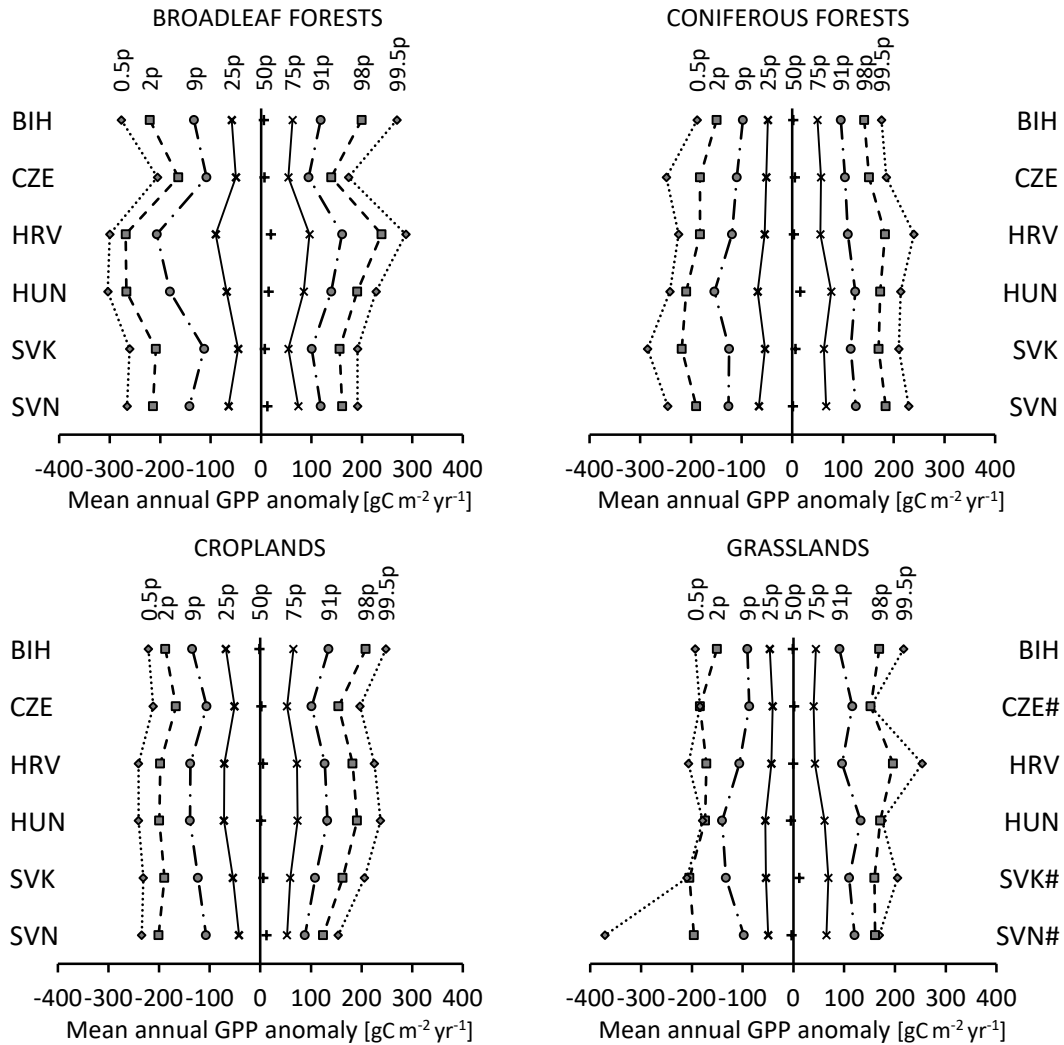 BROADLEAF FORESTS
0.5p 2p 9p 25p 50p 75p 91p 98p 99.5p
BIH
CZE
HRV
HUN
SVK
SVN
-400 -300 -200 -100 0 100 200 300 400
Mean annual GPP anomaly [gC m⁻² yr⁻¹]
CONIFEROUS FORESTS
0.5p 2p 9p 25p 50p 75p 91p 98p 99.5p
BIH
CZE
HRV
HUN
SVK
SVN
-400 -300 -200 -100 0 100 200 300 400
Mean annual GPP anomaly [gC m⁻² yr⁻¹]
CROPLANDS
0.5p 2p 9p 25p 50p 75p 91p 98p 99.5p
BIH
CZE
HRV
HUN
SVK
SVN
-400 -300 -200 -100 0 100 200 300 400
Mean annual GPP anomaly [gC m⁻² yr⁻¹]
GRASSLANDS
0.5p 2p 9p 25p 50p 75p 91p 98p 99.5p
BIH
CZE#
HRV
HUN
SVK#
SVN#
-400 -300 -200 -100 0 100 200 300 400
Mean annual GPP anomaly [gC m⁻² yr⁻¹]